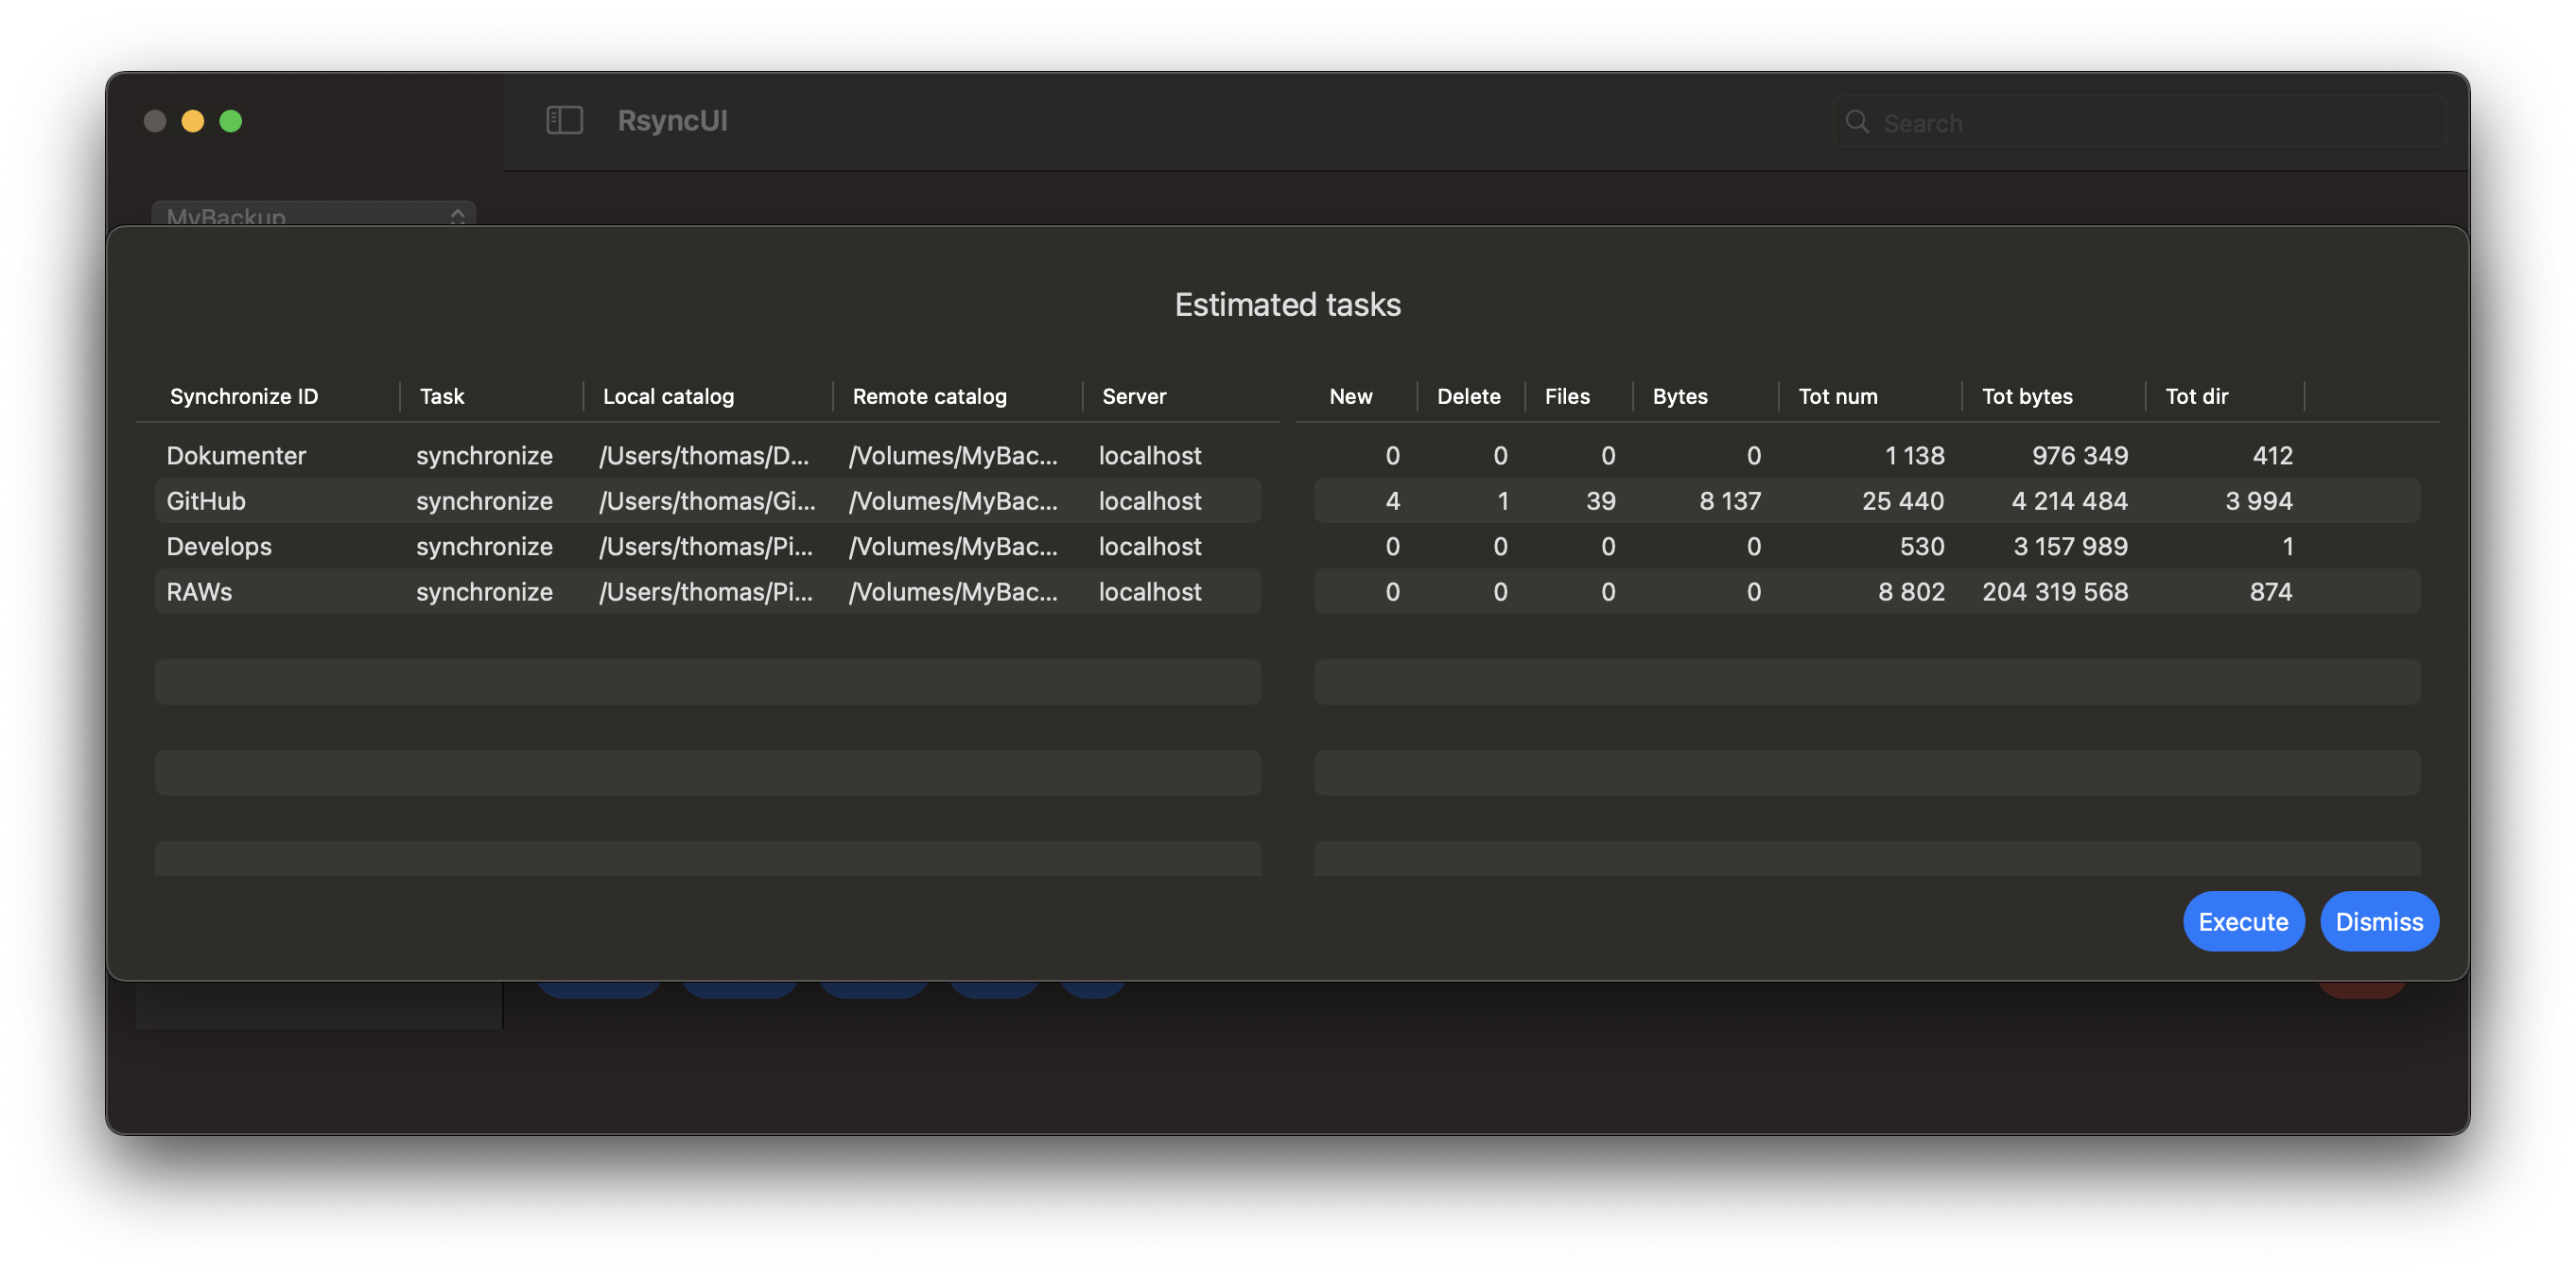 RsyncUI
Search
MyBackup
Estimated tasks
Synchronize ID Task Local catalog Remote catalog Server New Delete Files Bytes Tot num Tot bytes Tot dir
Dokumenter synchronize /Users/thomas/D... /Volumes/MyBac... localhost 0 0 0 0 1 138 976 349 412
GitHub synchronize /Users/thomas/Gi... /Volumes/MyBac... localhost 4 1 39 8 137 25 440 4 214 484 3 994
Develops synchronize /Users/thomas/Pi... /Volumes/MyBac... localhost 0 0 0 0 530 3 157 989 1
RAWs synchronize /Users/thomas/Pi... /Volumes/MyBac... localhost 0 0 0 0 8 802 204 319 568 874
Execute Dismiss